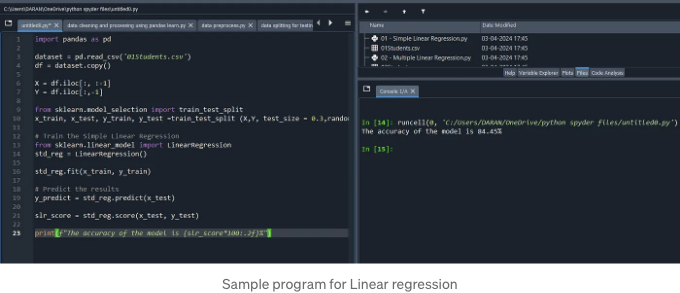 C:\Users\DARAN\OneDrive\python spyder files\untitled0.py
untitled0.py*
data cleaning and processing using pandas learn.py
data preprocess.py
data splitting for testin
1 import pandas as pd
2
3 dataset = pd.read_csv('01Students.csv')
4 df = dataset.copy()
5
6 X = df.iloc[:, :-1]
7 Y = df.iloc[:,-1]
8
9 from sklearn.model_selection import train_test_split
10 x_train, x_test, y_train, y_test =train_test_split (X,Y, test_size = 0.3,random
11
12 # Train the Simple Linear Regression
13 from sklearn.linear_model import LinearRegression
14 std_reg = LinearRegression()
15
16 std_reg.fit(x_train, y_train)
17
18 # Predict the results
19 y_predict = std_reg.predict(x_test)
20
21 slr_score = std_reg.score(x_test, y_test)
22
23 print(f"The accuracy of the model is {slr_score*100:.2f}%")
Name Date Modified
01 - Simple Linear Regression.py 03-04-2024 17:45
01Students.csv 03-04-2024 17:45
02 - Multiple Linear Regression.py 03-04-2024 17:45
Help Variable Explorer Plots Files Code Analysis
Console 1/A
In [14]: runcell(0, 'C:/Users/DARAN/OneDrive/python spyder files/untitled0.py')
The accuracy of the model is 84.45%
In [15]:
Sample program for Linear regression